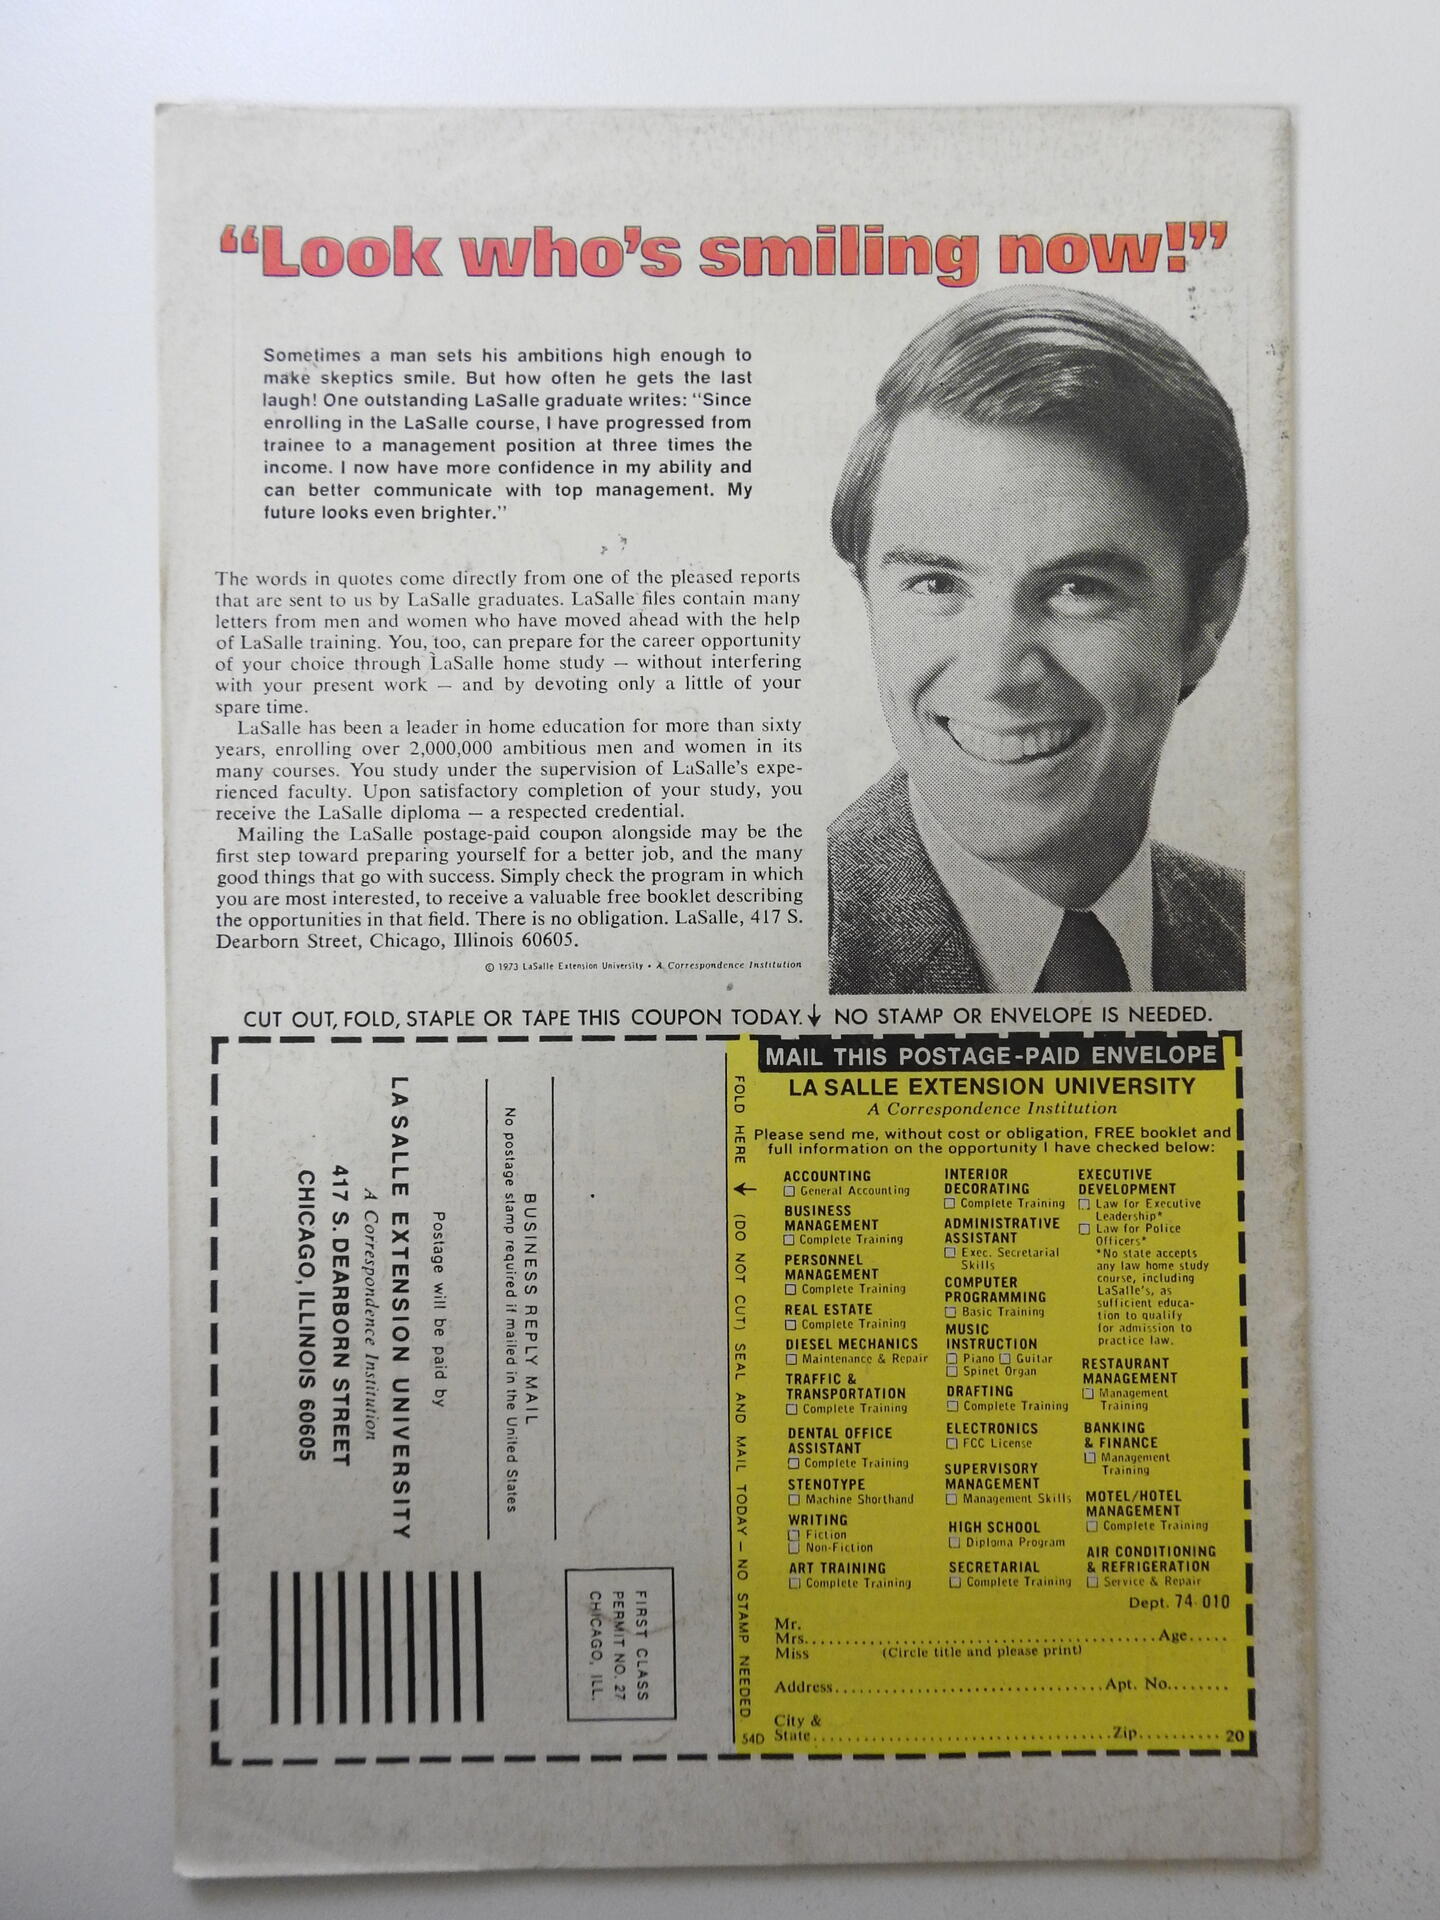 “Look who’s smiling now!”
Sometimes a man sets his ambitions high enough to
make skeptics smile. But how often he gets the last
laugh! One outstanding LaSalle graduate writes: “Since
enrolling in the LaSalle course, I have progressed from
trainee to a management position at three times the
income. I now have more confidence in my ability and
can better communicate with top management. My
future looks even brighter.”
The words in quotes come directly from one of the pleased reports
that are sent to us by LaSalle graduates. LaSalle files contain many
letters from men and women who have moved ahead with the help
of LaSalle training. You, too, can prepare for the career opportunity
of your choice through LaSalle home study — without interfering
with your present work — and by devoting only a little of your
spare time.
LaSalle has been a leader in home education for more than sixty
years, enrolling over 2,000,000 ambitious men and women in its
many courses. You study under the supervision of LaSalle’s expe-
rienced faculty. Upon satisfactory completion of your study, you
receive the LaSalle diploma — a respected credential.
Mailing the LaSalle postage-paid coupon alongside may be the
first step toward preparing yourself for a better job, and the many
good things that go with success. Simply check the program in which
you are most interested, to receive a valuable free booklet describing
the opportunities in that field. There is no obligation. LaSalle, 417 S.
Dearborn Street, Chicago, Illinois 60605.
© 1973 LaSalle Extension University • A Correspondence Institution
CUT OUT, FOLD, STAPLE OR TAPE THIS COUPON TODAY. ↓ NO STAMP OR ENVELOPE IS NEEDED.
FIRST CLASS
PERMIT NO. 27
CHICAGO, ILL.
BUSINESS REPLY MAIL
No postage stamp required if mailed in the United States
Postage will be paid by
LA SALLE EXTENSION UNIVERSITY
A Correspondence Institution
417 S. DEARBORN STREET
CHICAGO, ILLINOIS 60605
FOLD HERE ← (DO NOT CUT) SEAL AND MAIL TODAY — NO STAMP NEEDED
MAIL THIS POSTAGE-PAID ENVELOPE
LA SALLE EXTENSION UNIVERSITY
A Correspondence Institution
Please send me, without cost or obligation, FREE booklet and
full information on the opportunity I have checked below:
ACCOUNTING
☐ General Accounting
BUSINESS
MANAGEMENT
☐ Complete Training
PERSONNEL
MANAGEMENT
☐ Complete Training
REAL ESTATE
☐ Complete Training
DIESEL MECHANICS
☐ Maintenance & Repair
TRAFFIC &
TRANSPORTATION
☐ Complete Training
DENTAL OFFICE
ASSISTANT
☐ Complete Training
STENOTYPE
☐ Machine Shorthand
WRITING
☐ Fiction
☐ Non-Fiction
ART TRAINING
☐ Complete Training
INTERIOR
DECORATING
☐ Complete Training
ADMINISTRATIVE
ASSISTANT
☐ Exec. Secretarial
Skills
COMPUTER
PROGRAMMING
☐ Basic Training
MUSIC
INSTRUCTION
☐ Piano ☐ Guitar
☐ Spinet Organ
DRAFTING
☐ Complete Training
ELECTRONICS
☐ FCC License
SUPERVISORY
MANAGEMENT
☐ Management Skills
HIGH SCHOOL
☐ Diploma Program
SECRETARIAL
☐ Complete Training
EXECUTIVE
DEVELOPMENT
☐ Law for Executive
Leadership*
☐ Law for Police
Officers*
*No state accepts
any law home study
course, including
LaSalle's, as
sufficient educa-
tion to qualify
for admission to
practice law.
RESTAURANT
MANAGEMENT
☐ Management
Training
BANKING
& FINANCE
☐ Management
Training
MOTEL/HOTEL
MANAGEMENT
☐ Complete Training
AIR CONDITIONING
& REFRIGERATION
☐ Service & Repair
Dept. 74-010
Mr.
Mrs. Age
Miss (Circle title and please print)
Address Apt. No.
City &
State Zip 20
54D